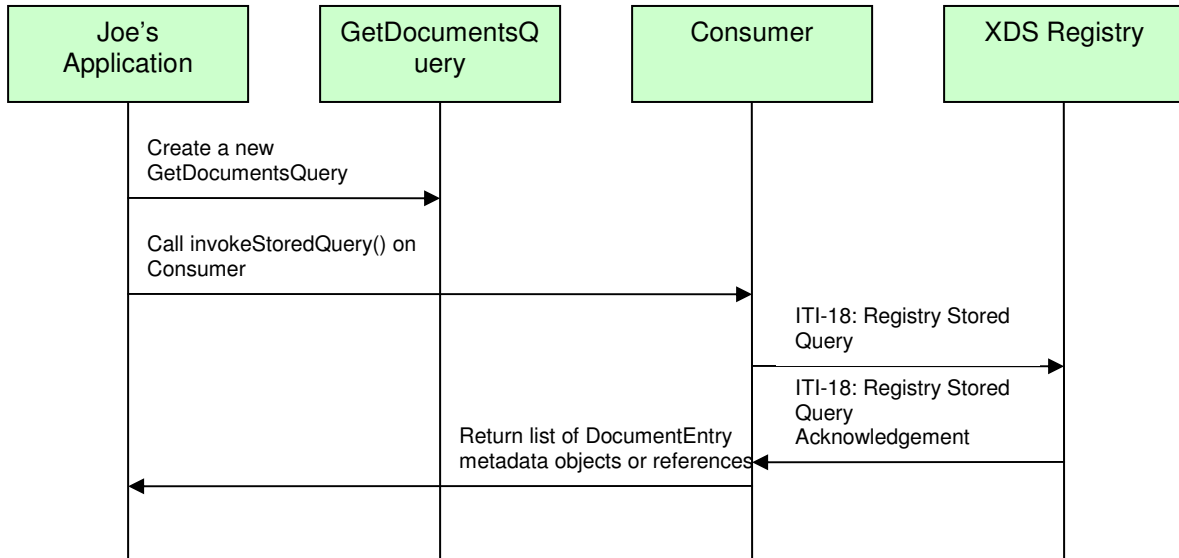 Joe's
Application
GetDocumentsQ
uery
Consumer
XDS Registry
Create a new
GetDocumentsQuery
Call invokeStoredQuery() on
Consumer
ITI-18: Registry Stored
Query
ITI-18: Registry Stored
Query
Acknowledgement
Return list of DocumentEntry
metadata objects or references